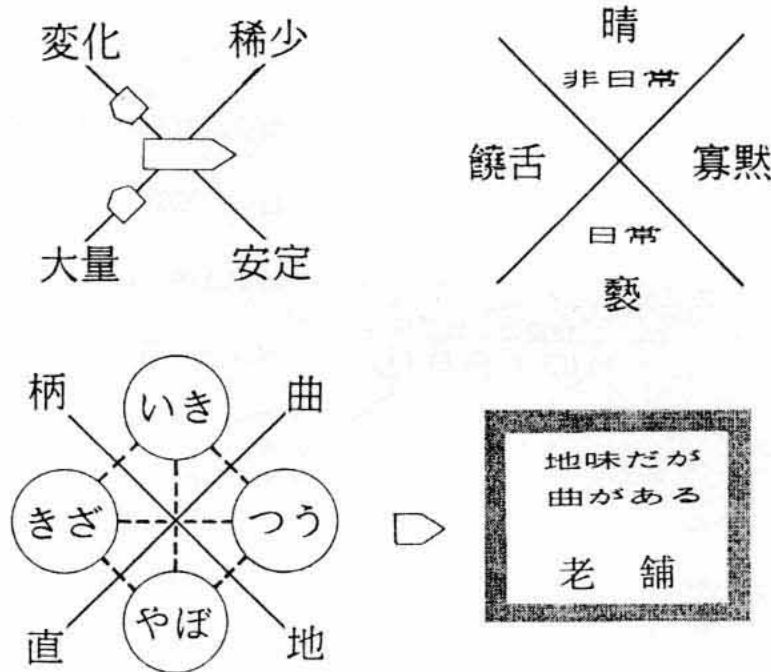 変化
稀少
大量
安定
晴
非日常
饒舌
寡黙
日常
褻
柄
いき
曲
きざ
つう
やぼ
直
地
地味だが
曲がある
老舗